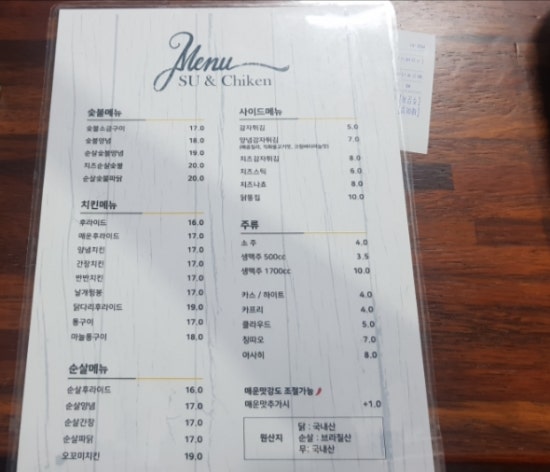 Menu
SU & Chiken
숯불메뉴
숯불소금구이 17.0
숯불양념 18.0
순살숯불양념 19.0
치즈순살숯불 20.0
순살숯불파닭 20.0
치킨메뉴
후라이드 16.0
매운후라이드 17.0
양념치킨 17.0
간장치킨 17.0
반반치킨 17.0
날개윙봉 17.0
닭다리후라이드 19.0
통구이 17.0
마늘통구이 18.0
순살메뉴
순살후라이드 16.0
순살양념 17.0
순살간장 17.0
순살파닭 17.0
오꼬미치킨 19.0
사이드메뉴
감자튀김 5.0
양념감자튀김 7.0
치즈감자튀김 8.0
치즈스틱 6.0
치즈나쵸 8.0
닭똥집 10.0
주류
소 주 4.0
생맥주 500cc 3.5
생맥주 1700cc 10.0
카스 / 하이트 4.0
카프리 4.0
클라우드 5.0
칭따오 7.0
아사히 8.0
매운맛강도 조절가능
매운맛추가시 +1.0
원산지
닭 : 국내산
순살 : 브라질산
무: 국내산